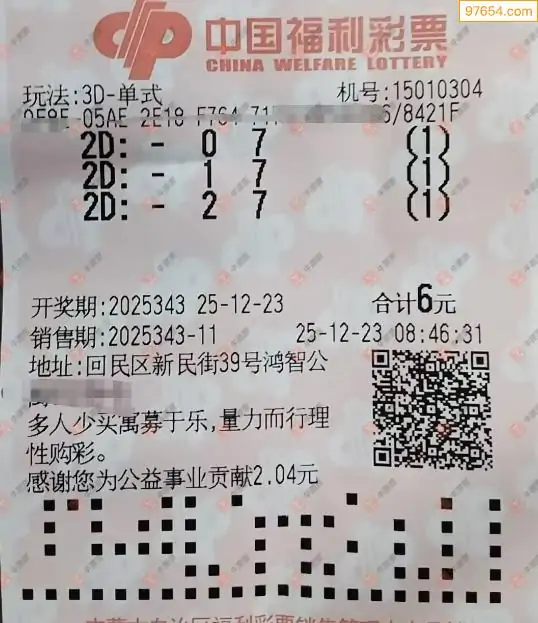 97654.com
中国福利彩票
CHINA WELFARE LOTTERY
玩法:3D-单式 机号:15010304
05AE 2E18 F764 /8421F
2D: - 0 7 (1)
2D: - 1 7 (1)
2D: - 2 7 (1)
开奖期:2025343 25-12-23 合计6元
销售期:2025343-11 25-12-23 08:46:31
地址:回民区新民街39号鸿智公
多人少买寓募于乐,量力而行理
性购彩。
感谢您为公益事业贡献2.04元